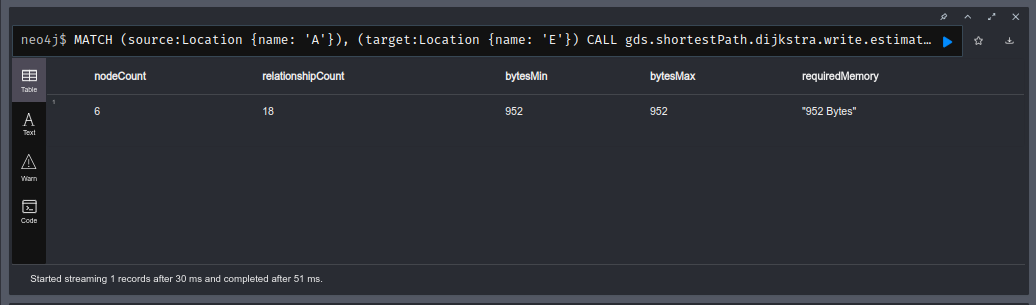 neo4j$ MATCH (source:Location {name: 'A'}), (target:Location {name: 'E'}) CALL gds.shortestPath.dijkstra.write.estimat…
Table
nodeCount relationshipCount bytesMin bytesMax requiredMemory
1 6 18 952 952 "952 Bytes"
A
Text
Warn
Code
Started streaming 1 records after 30 ms and completed after 51 ms.